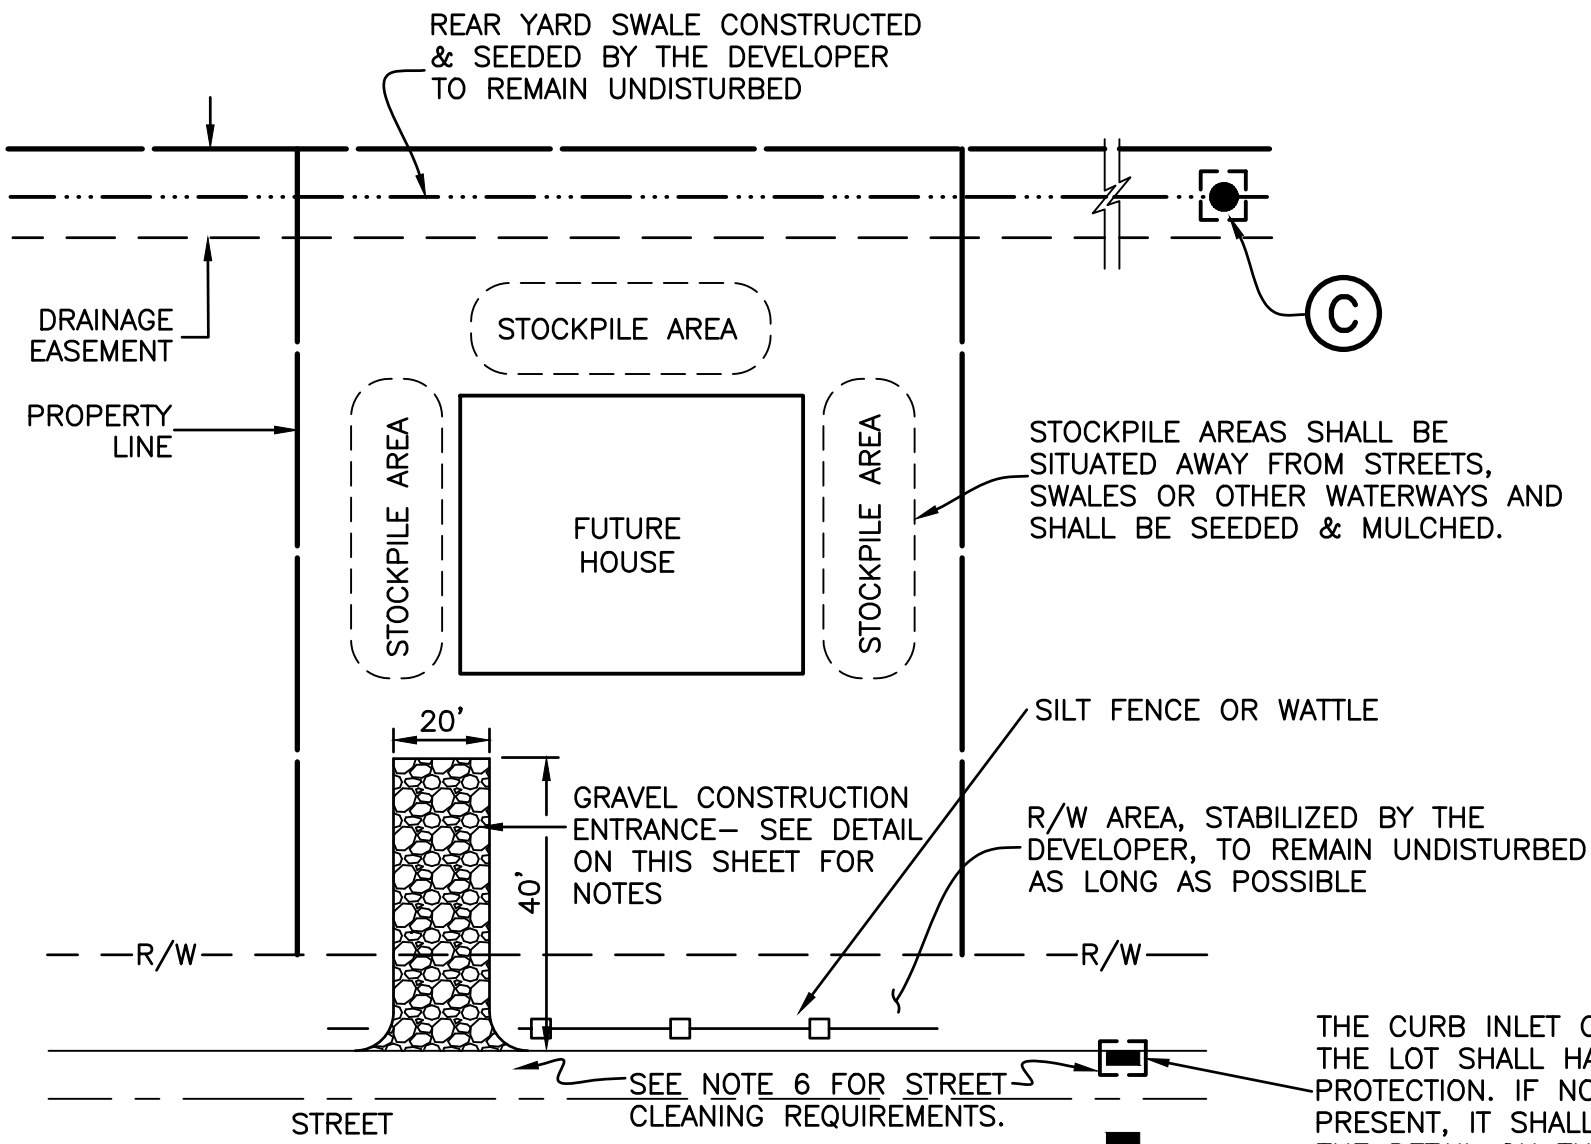 REAR YARD SWALE CONSTRUCTED
& SEEDED BY THE DEVELOPER
TO REMAIN UNDISTURBED
DRAINAGE
EASEMENT
STOCKPILE AREA
C
PROPERTY
LINE
STOCKPILE AREA
FUTURE
HOUSE
STOCKPILE AREA
STOCKPILE AREAS SHALL BE
SITUATED AWAY FROM STREETS,
SWALES OR OTHER WATERWAYS AND
SHALL BE SEEDED & MULCHED.
20'
SILT FENCE OR WATTLE
40'
GRAVEL CONSTRUCTION
ENTRANCE– SEE DETAIL
ON THIS SHEET FOR
NOTES
R/W AREA, STABILIZED BY THE
DEVELOPER, TO REMAIN UNDISTURBED
AS LONG AS POSSIBLE
R/W
R/W
THE CURB INLET
THE LOT SHALL
PROTECTION. IF
PRESENT, IT SHALL
SEE NOTE 6 FOR STREET
CLEANING REQUIREMENTS.
STREET